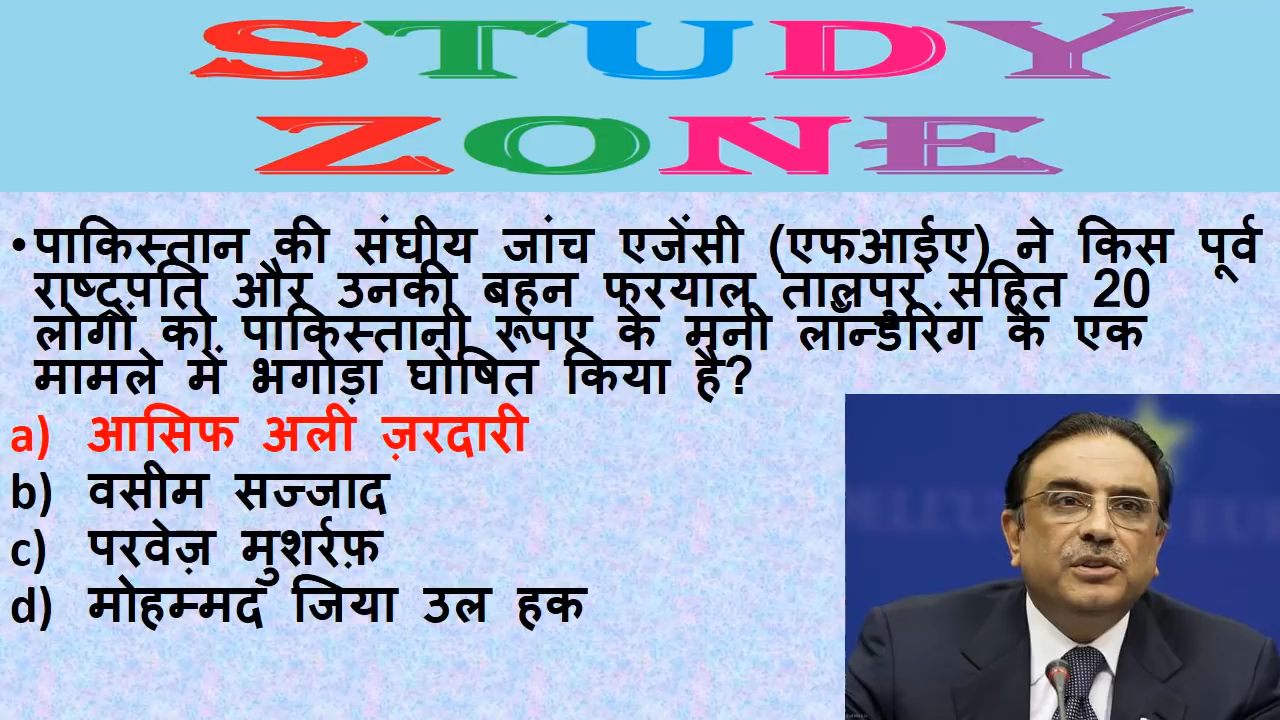 STUDY
ZONE
•पाकिस्तान की संघीय जांच एजेंसी (एफआईए) ने किस पूर्व
राष्ट्रपति और उनकी बहन फरयाल तालपुर सहित 20
लोगों को पाकिस्तानी रूपए के मनी लॉन्ड्रिंग के एक
मामले में भगोड़ा घोषित किया है?
a) आसिफ अली ज़रदारी
b) वसीम सज्जाद
c) परवेज़ मुशर्रफ़
d) मोहम्मद जिया उल हक